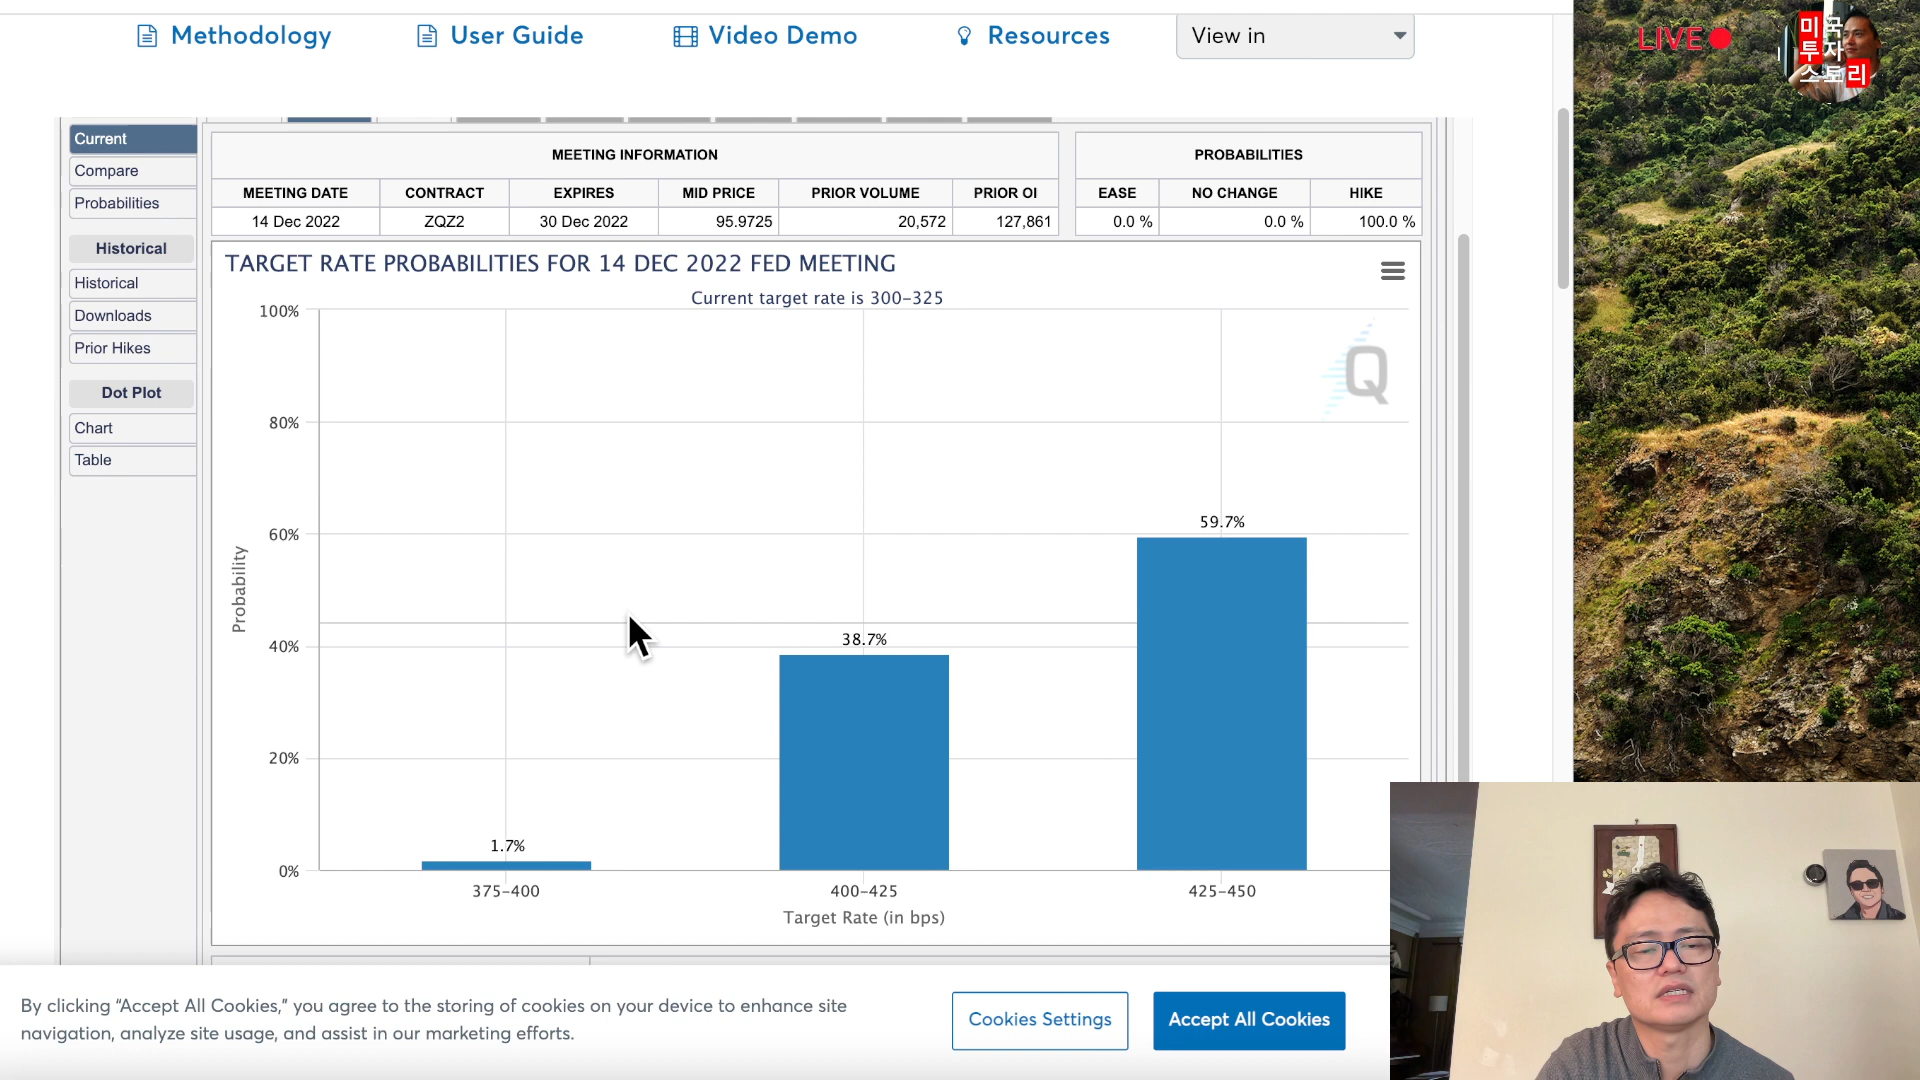 Methodology
User Guide
Video Demo
Resources
View in
LIVE
미국
투자
스토리
Current
Compare
Probabilities
Historical
Historical
Downloads
Prior Hikes
Dot Plot
Chart
Table
MEETING INFORMATION
MEETING DATE CONTRACT EXPIRES MID PRICE PRIOR VOLUME PRIOR OI
14 Dec 2022 ZQZ2 30 Dec 2022 95.9725 20,572 127,861
PROBABILITIES
EASE NO CHANGE HIKE
0.0 % 0.0 % 100.0 %
TARGET RATE PROBABILITIES FOR 14 DEC 2022 FED MEETING
Current target rate is 300–325
Q
100%
80%
60%
40%
20%
0%
Probability
1.7%
38.7%
59.7%
375–400
400–425
425–450
Target Rate (in bps)
By clicking “Accept All Cookies,” you agree to the storing of cookies on your device to enhance site
navigation, analyze site usage, and assist in our marketing efforts.
Cookies Settings
Accept All Cookies